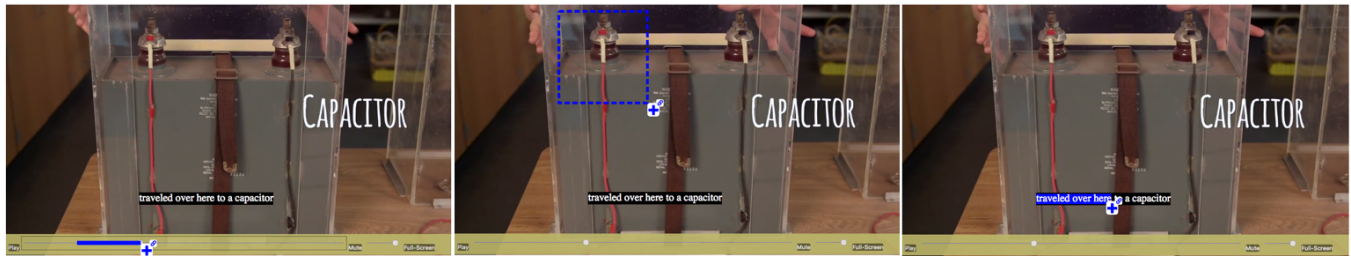 CAPACITOR
traveled over here to a capacitor
Play
Mute
Full-Screen
CAPACITOR
traveled over here to a capacitor
Play
Mute
Full-Screen
CAPACITOR
traveled over here to a capacitor
Play
Mute
Full-Screen